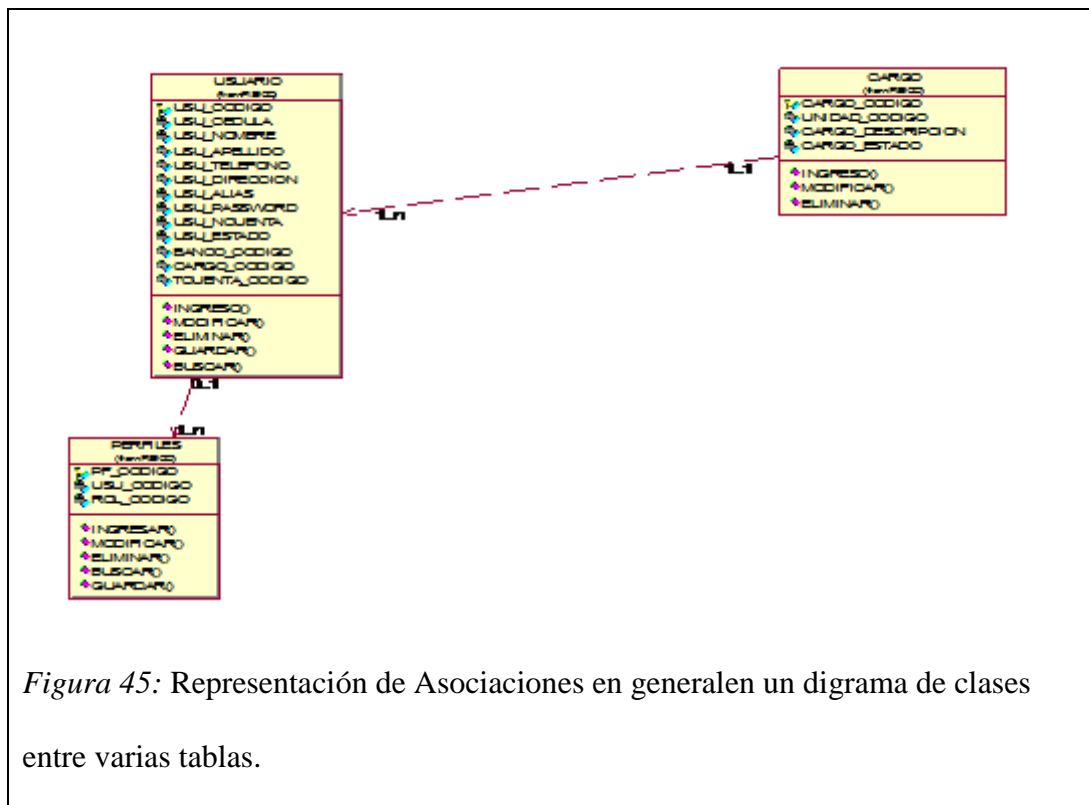 USUARIO
USU_CODIGO
USU_CEDULA
USU_NOMBRE
USU_APELLIDO
USU_TELEFONO
USU_DIRECCION
USU_ALIAS
USU_PASSWORD
USU_NCUENTA
USU_ESTADO
BANCO_CODIGO
CARGO_CODIGO
TCUENTA_CODIGO
INGRESO()
MODIFICAR()
ELIMINAR()
GUARDAR()
BUSCAR()
CARGO
CARGO_CODIGO
UNIDAD_CODIGO
CARGO_DESCRIPCION
CARGO_ESTADO
INGRESO()
MODIFICAR()
ELIMINAR()
1..1
1..n
0..1
1..n
PERFILES
PF_CODIGO
USU_CODIGO
ROL_CODIGO
INGRESAR()
MODIFICAR()
ELIMINAR()
BUSCAR()
GUARDAR()
Figura 45: Representación de Asociaciones en generalen un digrama de clases
entre varias tablas.